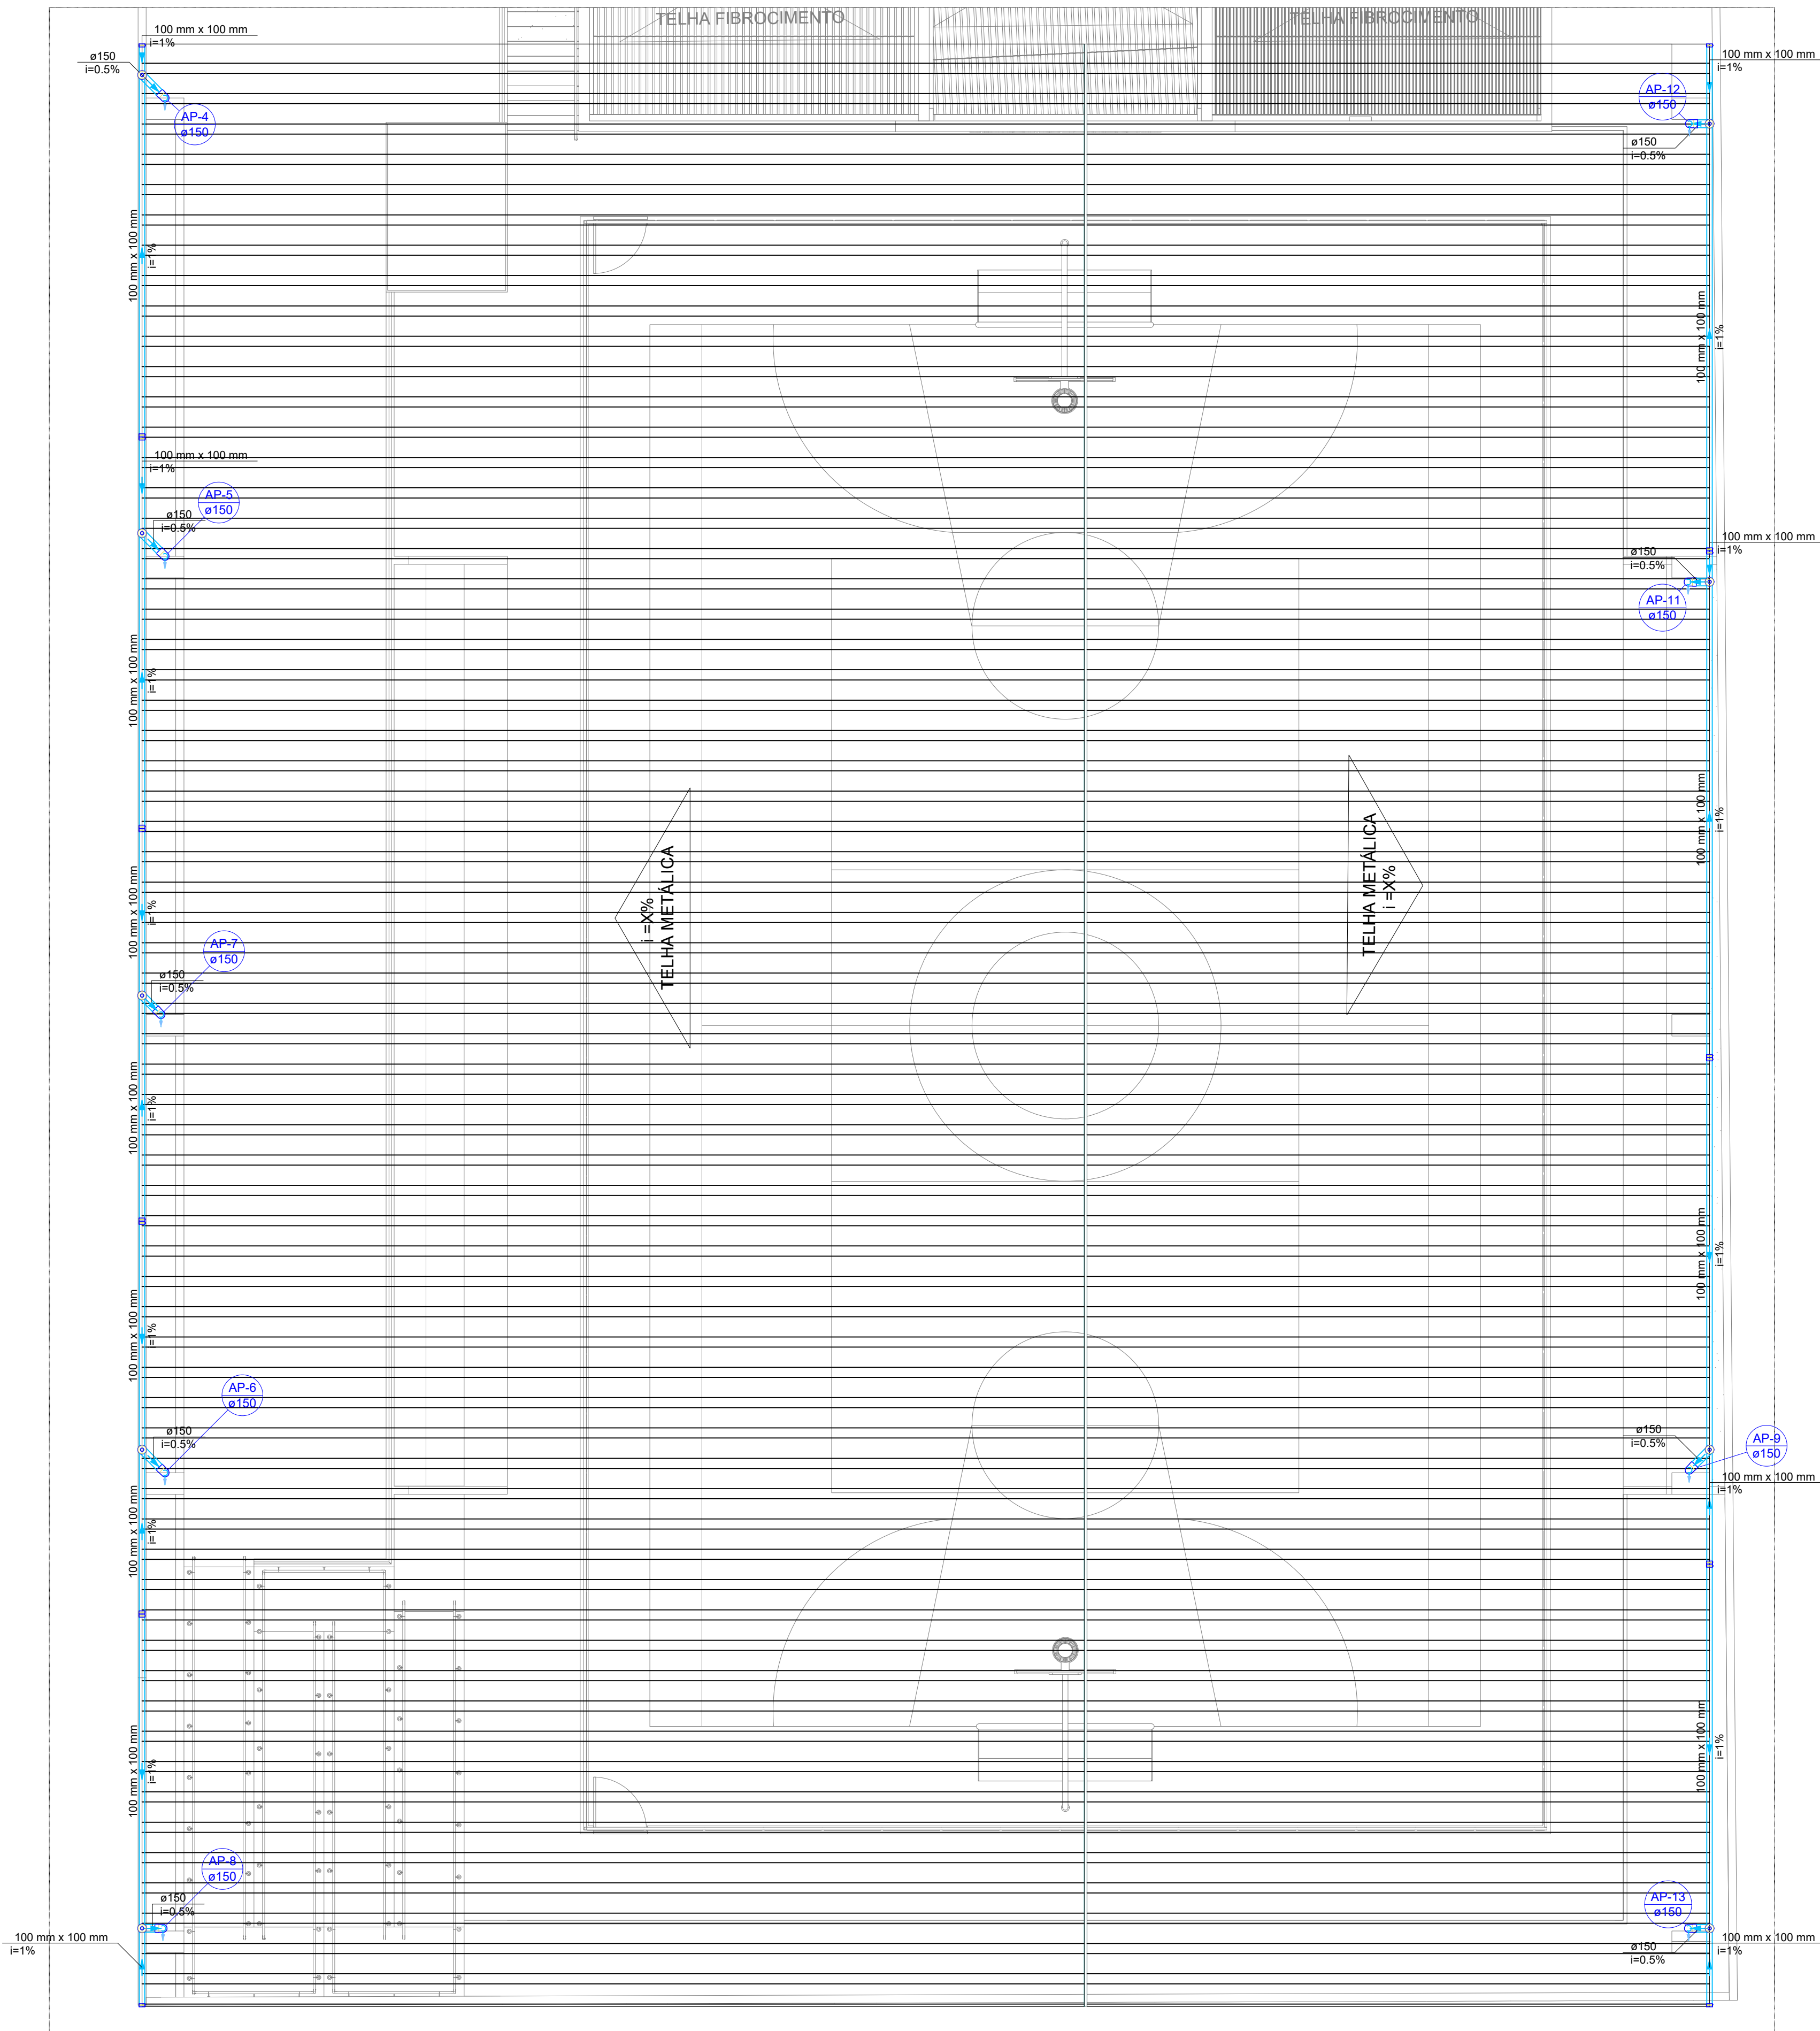 TELHA FIBROCIMENTO
TELHA FIBROCIMENTO
100 mm x 100 mm
i=1%
ø150
i=0.5%
AP-4
ø150
100 mm x 100 mm
i=1%
AP-12
ø150
ø150
i=0.5%
100 mm x 100 mm
i=1%
100 mm x 100 mm
i=1%
100 mm x 100 mm
i=1%
AP-5
ø150
ø150
i=0.5%
100 mm x 100 mm
i=1%
ø150
i=0.5%
AP-11
ø150
100 mm x 100 mm
i=1%
100 mm x 100 mm
i=1%
i =X%
TELHA METÁLICA
TELHA METÁLICA
i =X%
100 mm x 100 mm
i=1%
AP-7
ø150
ø150
i=0.5%
100 mm x 100 mm
i=1%
100 mm x 100 mm
i=1%
100 mm x 100 mm
i=1%
AP-6
ø150
ø150
i=0.5%
ø150
i=0.5%
AP-9
ø150
100 mm x 100 mm
i=1%
100 mm x 100 mm
i=1%
100 mm x 100 mm
i=1%
100 mm x 100 mm
i=1%
AP-8
ø150
ø150
i=0.5%
100 mm x 100 mm
i=1%
AP-13
ø150
ø150
i=0.5%
100 mm x 100 mm
i=1%